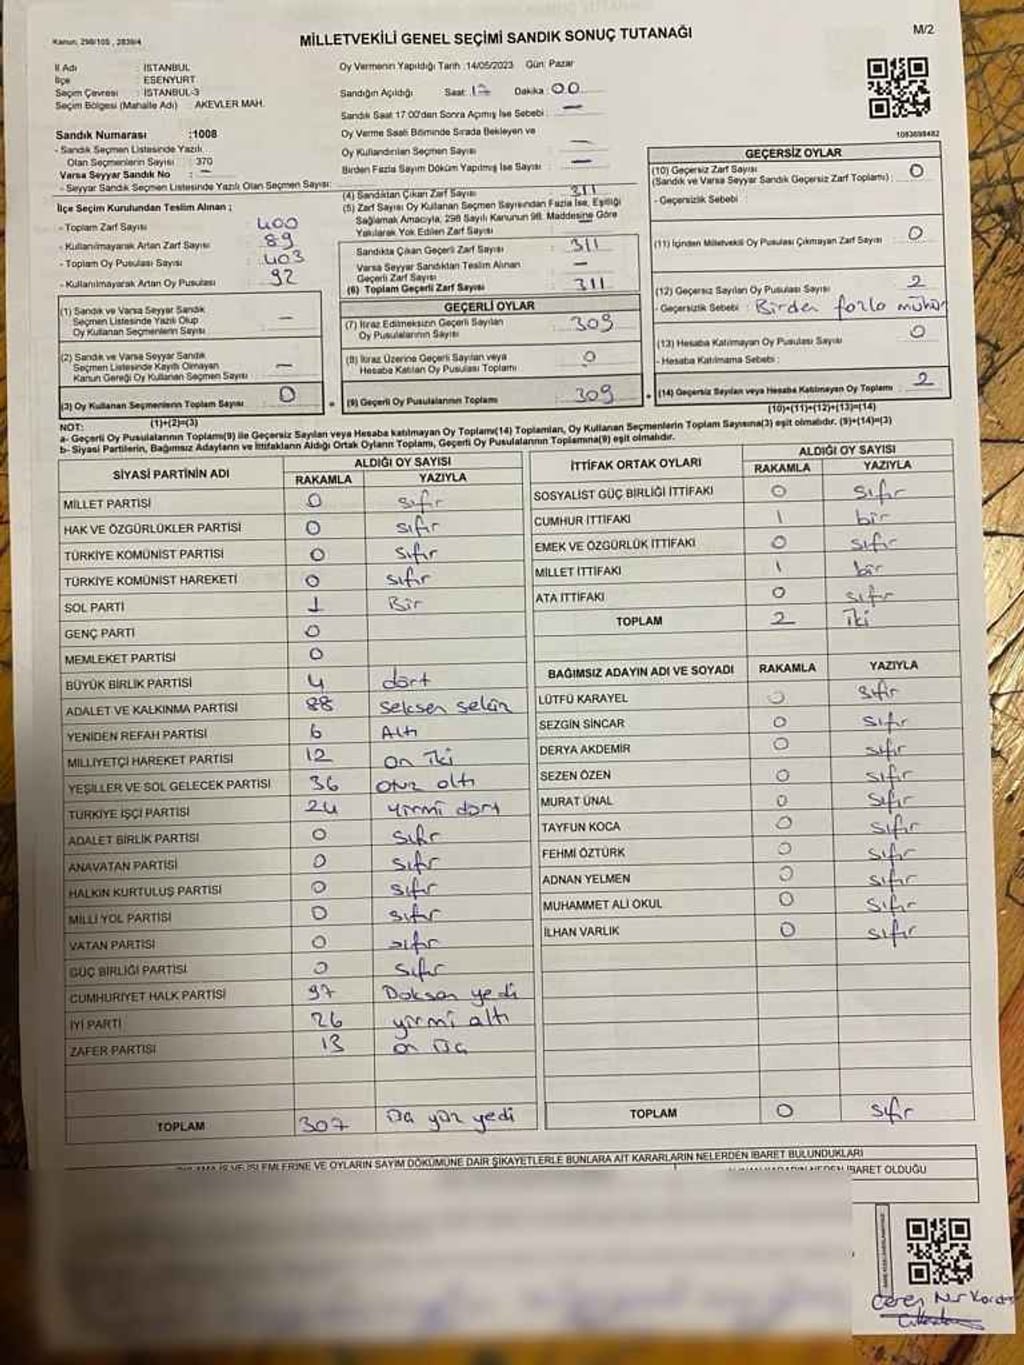 Kanun, 298/105 , 2839/4
MİLLETVEKİLİ GENEL SEÇİMİ SANDIK SONUÇ TUTANAĞI
M/2
İl Adı : İSTANBUL
İlçe : ESENYURT
Seçim Çevresi : İSTANBUL-3
Seçim Bölgesi (Mahalle Adı) : AKEVLER MAH.
Sandık Numarası :1008
- Sandık Seçmen Listesinde Yazılı
Olan Seçmenlerin Sayısı : 370
Varsa Seyyar Sandık No : —
- Seyyar Sandık Seçmen Listesinde Yazılı Olan Seçmen Sayısı:
Oy Vermenin Yapıldığı Tarih :14/05/2023 Gün: Pazar
Sandığın Açıldığı Saat: 17 Dakika: 00
Sandık Saat 17:00'den Sonra Açımış İse Sebebi : —
Oy Verme Saati Bitiminde Sırada Bekleyen ve
Oy Kullandırılan Seçmen Sayısı : —
Birden Fazla Sayım Döküm Yapılmış İse Sayısı : —
1083698482
İlçe Seçim Kurulundan Teslim Alınan ;
- Toplam Zarf Sayısı : 400
- Kullanılmayarak Artan Zarf Sayısı : 89
- Toplam Oy Pusulası Sayısı : 403
- Kullanılmayarak Artan Oy Pusulası : 92
(1) Sandık ve Varsa Seyyar Sandık
Seçmen Listesinde Yazılı Olup
Oy Kullanan Seçmenlerin Sayısı : —
(2) Sandık ve Varsa Seyyar Sandık
Seçmen Listesinde Kayıtlı Olmayan
Kanun Gereği Oy Kullanan Seçmen Sayısı : —
(3) Oy Kullanan Seçmenlerin Toplam Sayısı : 0
(1)+(2)=(3)
(4) Sandıktan Çıkan Zarf Sayısı : 311
(5) Zarf Sayısı Oy Kullanan Seçmen Sayısından Fazla İse, Eşitliği
Sağlamak Amacıyla, 298 Sayılı Kanunun 98. Maddesine Göre
Yakılarak Yok Edilen Zarf Sayısı : —
Sandıkta Çıkan Geçerli Zarf Sayısı : 311
Varsa Seyyar Sandıktan Teslim Alınan
Geçerli Zarf Sayısı : —
(6) Toplam Geçerli Zarf Sayısı : 311
GEÇERLİ OYLAR
(7) İtiraz Edilmeksizin Geçerli Sayılan
Oy Pusulalarının Sayısı : 309
(8) İtiraz Üzerine Geçerli Sayılan veya
Hesaba Katılan Oy Pusulası Toplamı : 0
(9) Geçerli Oy Pusulalarının Toplamı : 309
GEÇERSİZ OYLAR
(10) Geçersiz Zarf Sayısı : 0
(Sandık ve Varsa Seyyar Sandık Geçersiz Zarf Toplamı) :
- Geçersizlik Sebebi :
(11) İçinden Milletvekili Oy Pusulası Çıkmayan Zarf Sayısı : 0
(12) Geçersiz Sayılan Oy Pusulası Sayısı : 2
- Geçersizlik Sebebi : Birden fazla mühür
(13) Hesaba Katılmayan Oy Pusulası Sayısı : 0
- Hesaba Katılmama Sebebi :
(14) Geçersiz Sayılan veya Hesaba Katılmayan Oy Toplamı : 2
(10)+(11)+(12)+(13)=(14)
NOT:
a- Geçerli Oy Pusulalarının Toplamı(9) ile Geçersiz Sayılan veya Hesaba katılmayan Oy Toplamı(14) Toplamları, Oy Kullanan Seçmenlerin Toplam Sayısına(3) eşit olmalıdır. (9)+(14)=(3)
b- Siyasi Partilerin, Bağımsız Adayların ve İttifakların Aldığı Ortak Oyların Toplamı, Geçerli Oy Pusulalarının Toplamına(9) eşit olmalıdır.
SİYASİ PARTİNİN ADI ALDIĞI OY SAYISI
RAKAMLA YAZIYLA
MİLLET PARTİSİ 0 sıfır
HAK VE ÖZGÜRLÜKLER PARTİSİ 0 sıfır
TÜRKİYE KOMÜNİST PARTİSİ 0 sıfır
TÜRKİYE KOMÜNİST HAREKETİ 0 sıfır
SOL PARTİ 1 Bir
GENÇ PARTİ 0
MEMLEKET PARTİSİ 0
BÜYÜK BİRLİK PARTİSİ 4 dört
ADALET VE KALKINMA PARTİSİ 88 seksen sekiz
YENİDEN REFAH PARTİSİ 6 Altı
MİLLİYETÇİ HAREKET PARTİSİ 12 on iki
YEŞİLLER VE SOL GELECEK PARTİSİ 36 otuz altı
TÜRKİYE İŞÇİ PARTİSİ 24 yirmi dört
ADALET BİRLİK PARTİSİ 0 sıfır
ANAVATAN PARTİSİ 0 sıfır
HALKIN KURTULUŞ PARTİSİ 0 sıfır
MİLLİ YOL PARTİSİ 0 sıfır
VATAN PARTİSİ 0 sıfır
GÜÇ BİRLİĞİ PARTİSİ 0 sıfır
CUMHURİYET HALK PARTİSİ 97 Doksan yedi
İYİ PARTİ 26 yirmi altı
ZAFER PARTİSİ 13 on üç
TOPLAM 307 üç yüz yedi
İTTİFAK ORTAK OYLARI ALDIĞI OY SAYISI
RAKAMLA YAZIYLA
SOSYALİST GÜÇ BİRLİĞİ İTTİFAKI 0 sıfır
CUMHUR İTTİFAKI 1 bir
EMEK VE ÖZGÜRLÜK İTTİFAKI 0 sıfır
MİLLET İTTİFAKI 1 bir
ATA İTTİFAKI 0 sıfır
TOPLAM 2 iki
BAĞIMSIZ ADAYIN ADI VE SOYADI RAKAMLA YAZIYLA
LÜTFÜ KARAYEL 0 sıfır
SEZGİN SİNCAR 0 sıfır
DERYA AKDEMİR 0 sıfır
SEZEN ÖZEN 0 sıfır
MURAT ÜNAL 0 sıfır
TAYFUN KOCA 0 sıfır
FEHMİ ÖZTÜRK 0 sıfır
ADNAN YELMEN 0 sıfır
MUHAMMET ALİ OKUL 0 sıfır
İLHAN VARLIK 0 sıfır
TOPLAM 0 sıfır
İŞLEMLERİNE VE OYLARIN SAYIM DÖKÜMÜNE DAİR ŞİKAYETLERLE BUNLARA AİT KARARLARIN NELERDEN İBARET BULUNDUKLARI
İBARET OLDUĞU
Ceren Nur